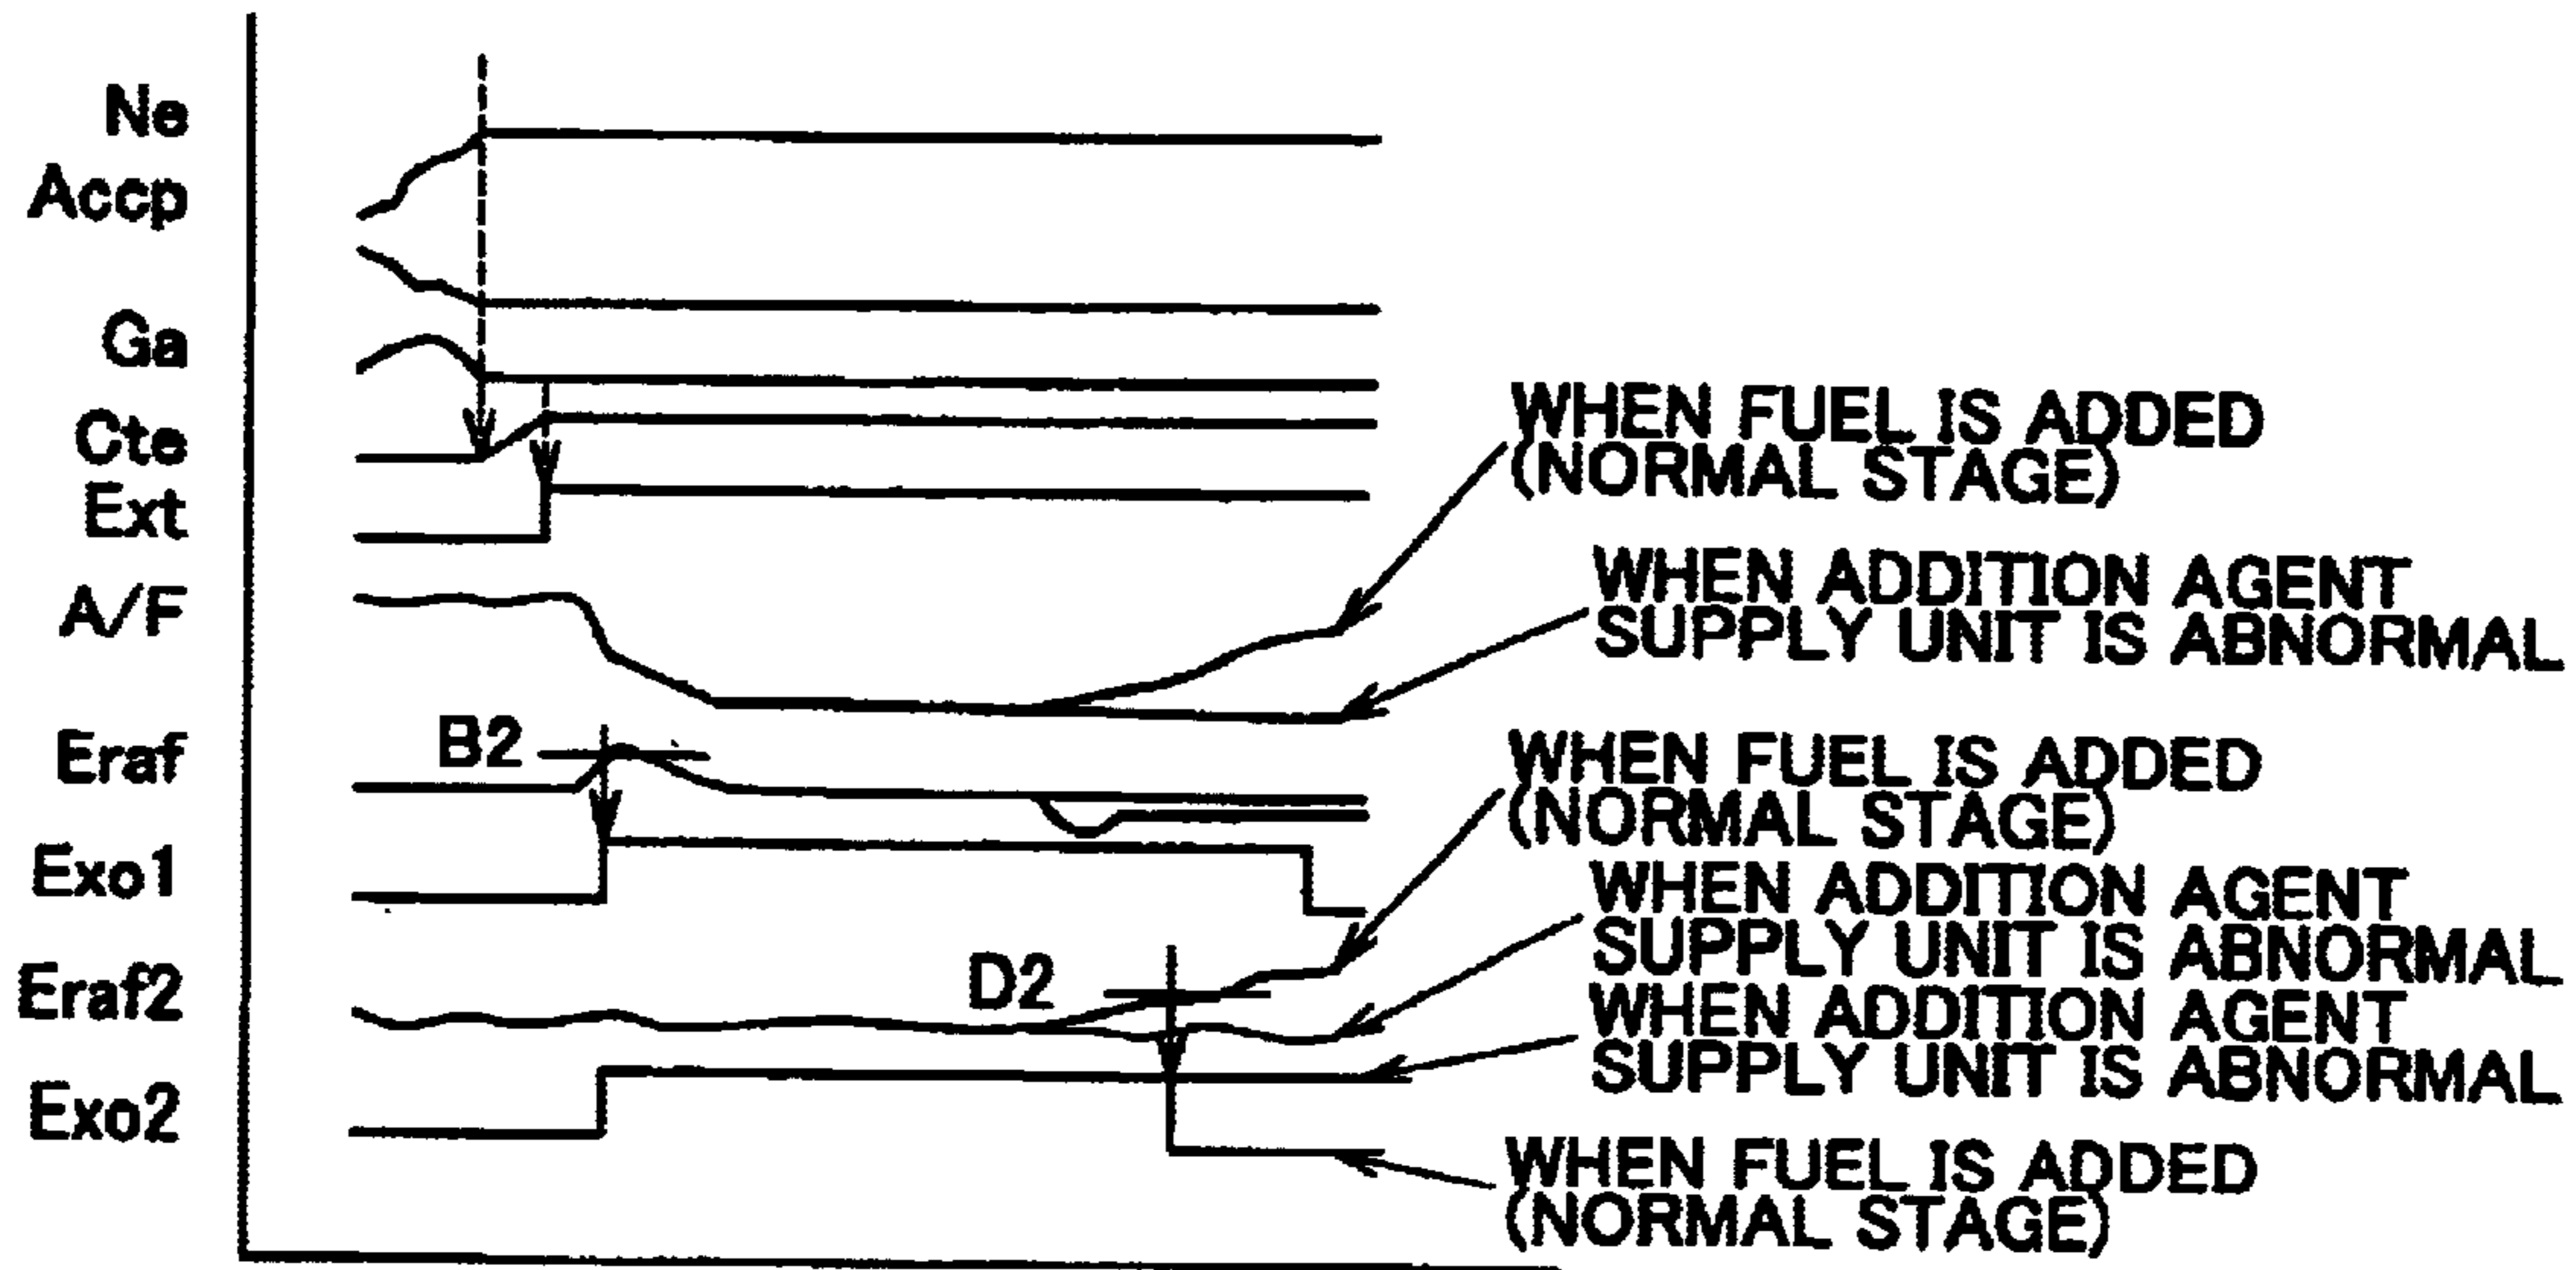 Ne
Accp
Ga
Cte
Ext
A/F
Eraf
Exo1
Eraf2
Exo2
B2
D2
WHEN FUEL IS ADDED
(NORMAL STAGE)
WHEN ADDITION AGENT
SUPPLY UNIT IS ABNORMAL
WHEN FUEL IS ADDED
(NORMAL STAGE)
WHEN ADDITION AGENT
SUPPLY UNIT IS ABNORMAL
WHEN ADDITION AGENT
SUPPLY UNIT IS ABNORMAL
WHEN FUEL IS ADDED
(NORMAL STAGE)